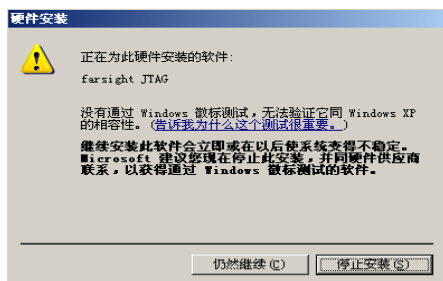 硬件安装
正在为此硬件安装的软件:
farsight JTAG
没有通过 Windows 徽标测试，无法验证它同 Windows XP
的相容性。(告诉我为什么这个测试很重要。)
继续安装此软件会立即或在以后使系统变得不稳定。
Microsoft 建议您现在停止此安装，并同硬件供应商
联系，以获得通过 Windows 徽标测试的软件。
仍然继续(C) 停止安装(S)